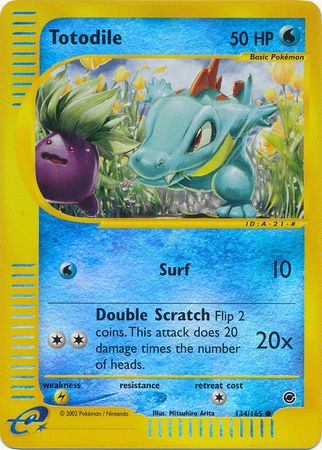 Totodile 50 HP
Basic Pokémon
ID:A-21-#
Surf 10
Double Scratch Flip 2
coins. This attack does 20
damage times the number
of heads.
20x
weakness resistance retreat cost
© 2002 Pokémon / Nintendo Illus. Mitsuhiro Arita 134/165
e